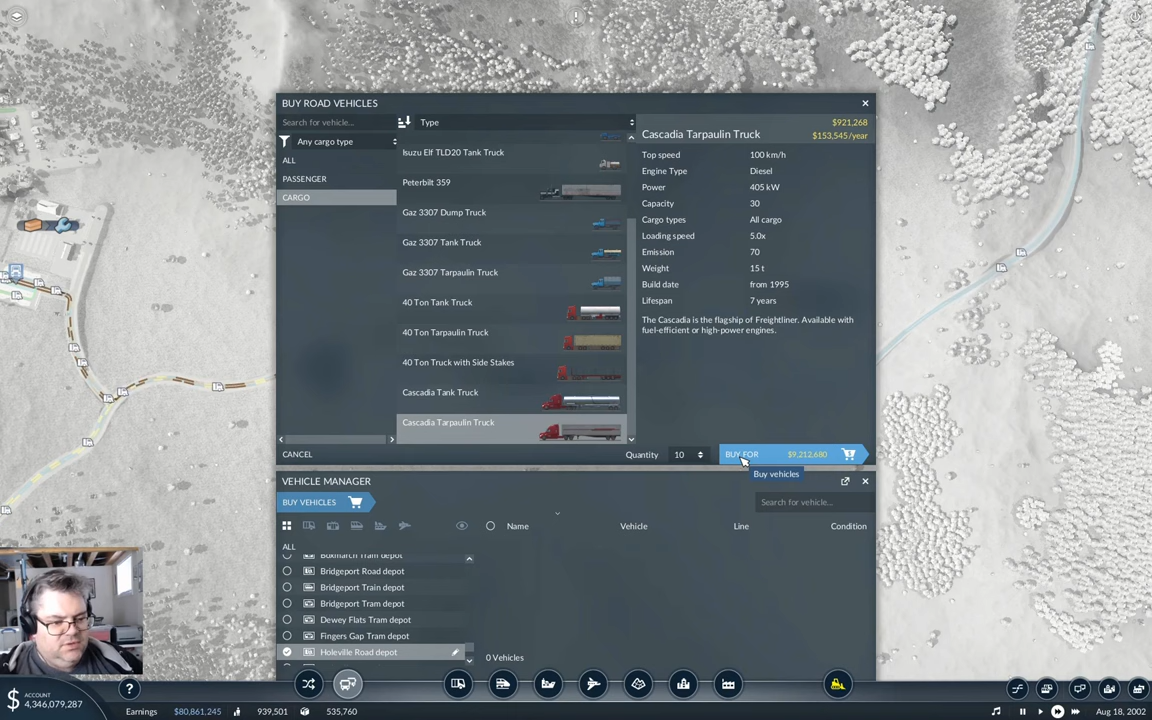 BUY ROAD VEHICLES
Search for vehicle...
Type
Any cargo type
ALL
PASSENGER
CARGO
Isuzu Elf TLD20 Tank Truck
Peterbilt 359
Gaz 3307 Dump Truck
Gaz 3307 Tank Truck
Gaz 3307 Tarpaulin Truck
40 Ton Tank Truck
40 Ton Tarpaulin Truck
40 Ton Truck with Side Stakes
Cascadia Tank Truck
Cascadia Tarpaulin Truck
$921,268
Cascadia Tarpaulin Truck
$153,545/year
Top speed 100 km/h
Engine Type Diesel
Power 405 kW
Capacity 30
Cargo types All cargo
Loading speed 5.0x
Emission 70
Weight 15 t
Build date from 1995
Lifespan 7 years
The Cascadia is the flagship of Freightliner. Available with
fuel-efficient or high-power engines.
CANCEL
Quantity 10
BUY FOR $9,212,680
Buy vehicles
VEHICLE MANAGER
BUY VEHICLES
Search for vehicle...
Name Vehicle Line Condition
ALL
Boxmarch Tram depot
Bridgeport Road depot
Bridgeport Train depot
Bridgeport Tram depot
Dewey Flats Tram depot
Fingers Gap Tram depot
Holeville Road depot
0 Vehicles
$ ACCOUNT
4,346,079,287
?
Earnings $80,861,245 939,501 535,760
Aug 18, 2002